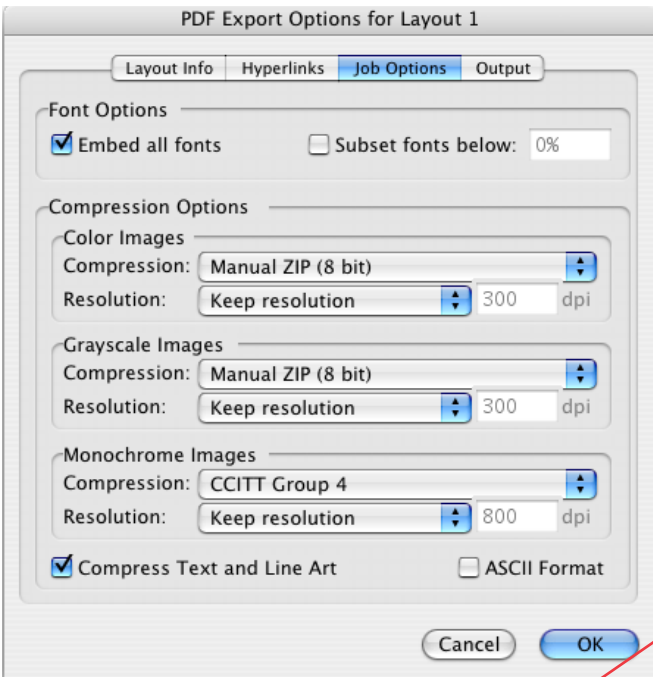 PDF Export Options for Layout 1
Layout Info Hyperlinks Job Options Output
Font Options
Embed all fonts Subset fonts below: 0%
Compression Options
Color Images
Compression: Manual ZIP (8 bit)
Resolution: Keep resolution 300 dpi
Grayscale Images
Compression: Manual ZIP (8 bit)
Resolution: Keep resolution 300 dpi
Monochrome Images
Compression: CCITT Group 4
Resolution: Keep resolution 800 dpi
Compress Text and Line Art ASCII Format
Cancel OK